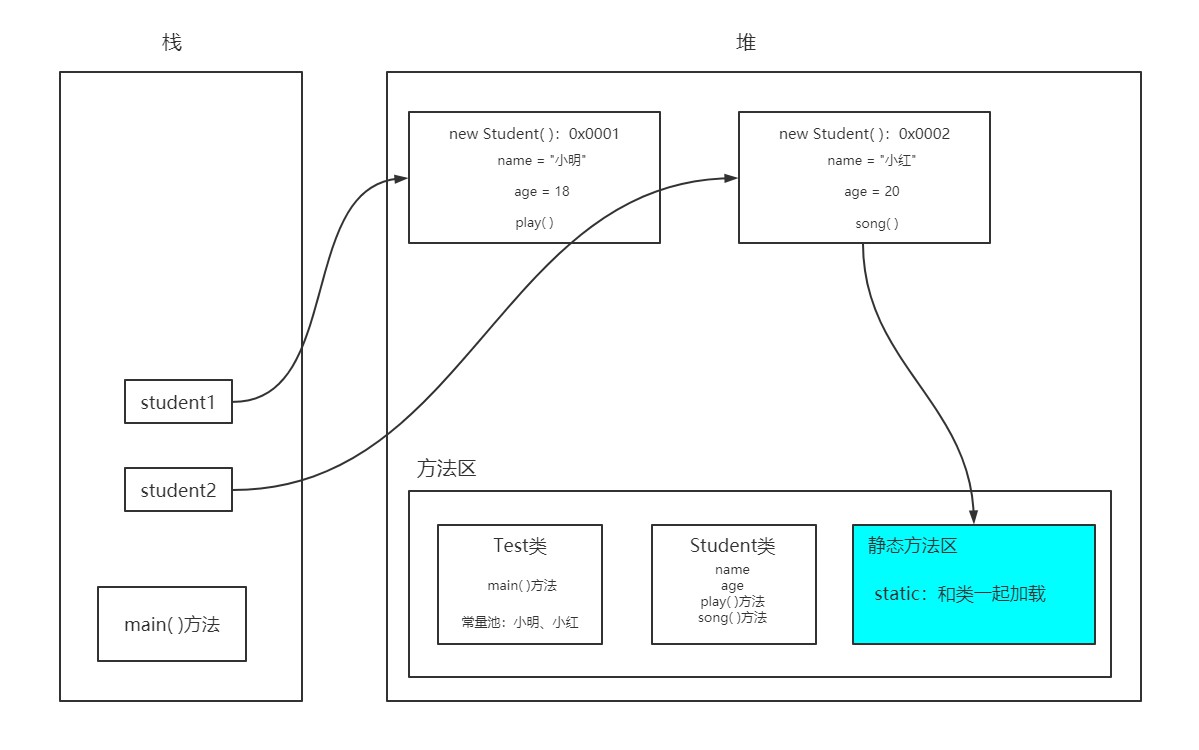 栈
堆
new Student( )：0x0001
name = "小明"
age = 18
play( )
new Student( )：0x0002
name = "小红"
age = 20
song( )
student1
student2
main( )方法
方法区
Test类
main( )方法
常量池：小明、小红
Student类
name
age
play( )方法
song( )方法
静态方法区
static：和类一起加载